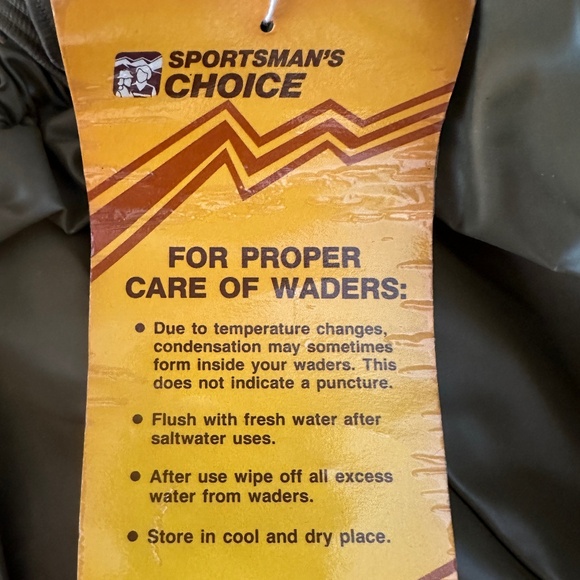 SPORTSMAN'S
CHOICE
FOR PROPER
CARE OF WADERS:
● Due to temperature changes,
condensation may sometimes
form inside your waders. This
does not indicate a puncture.
● Flush with fresh water after
saltwater uses.
● After use wipe off all excess
water from waders.
● Store in cool and dry place.